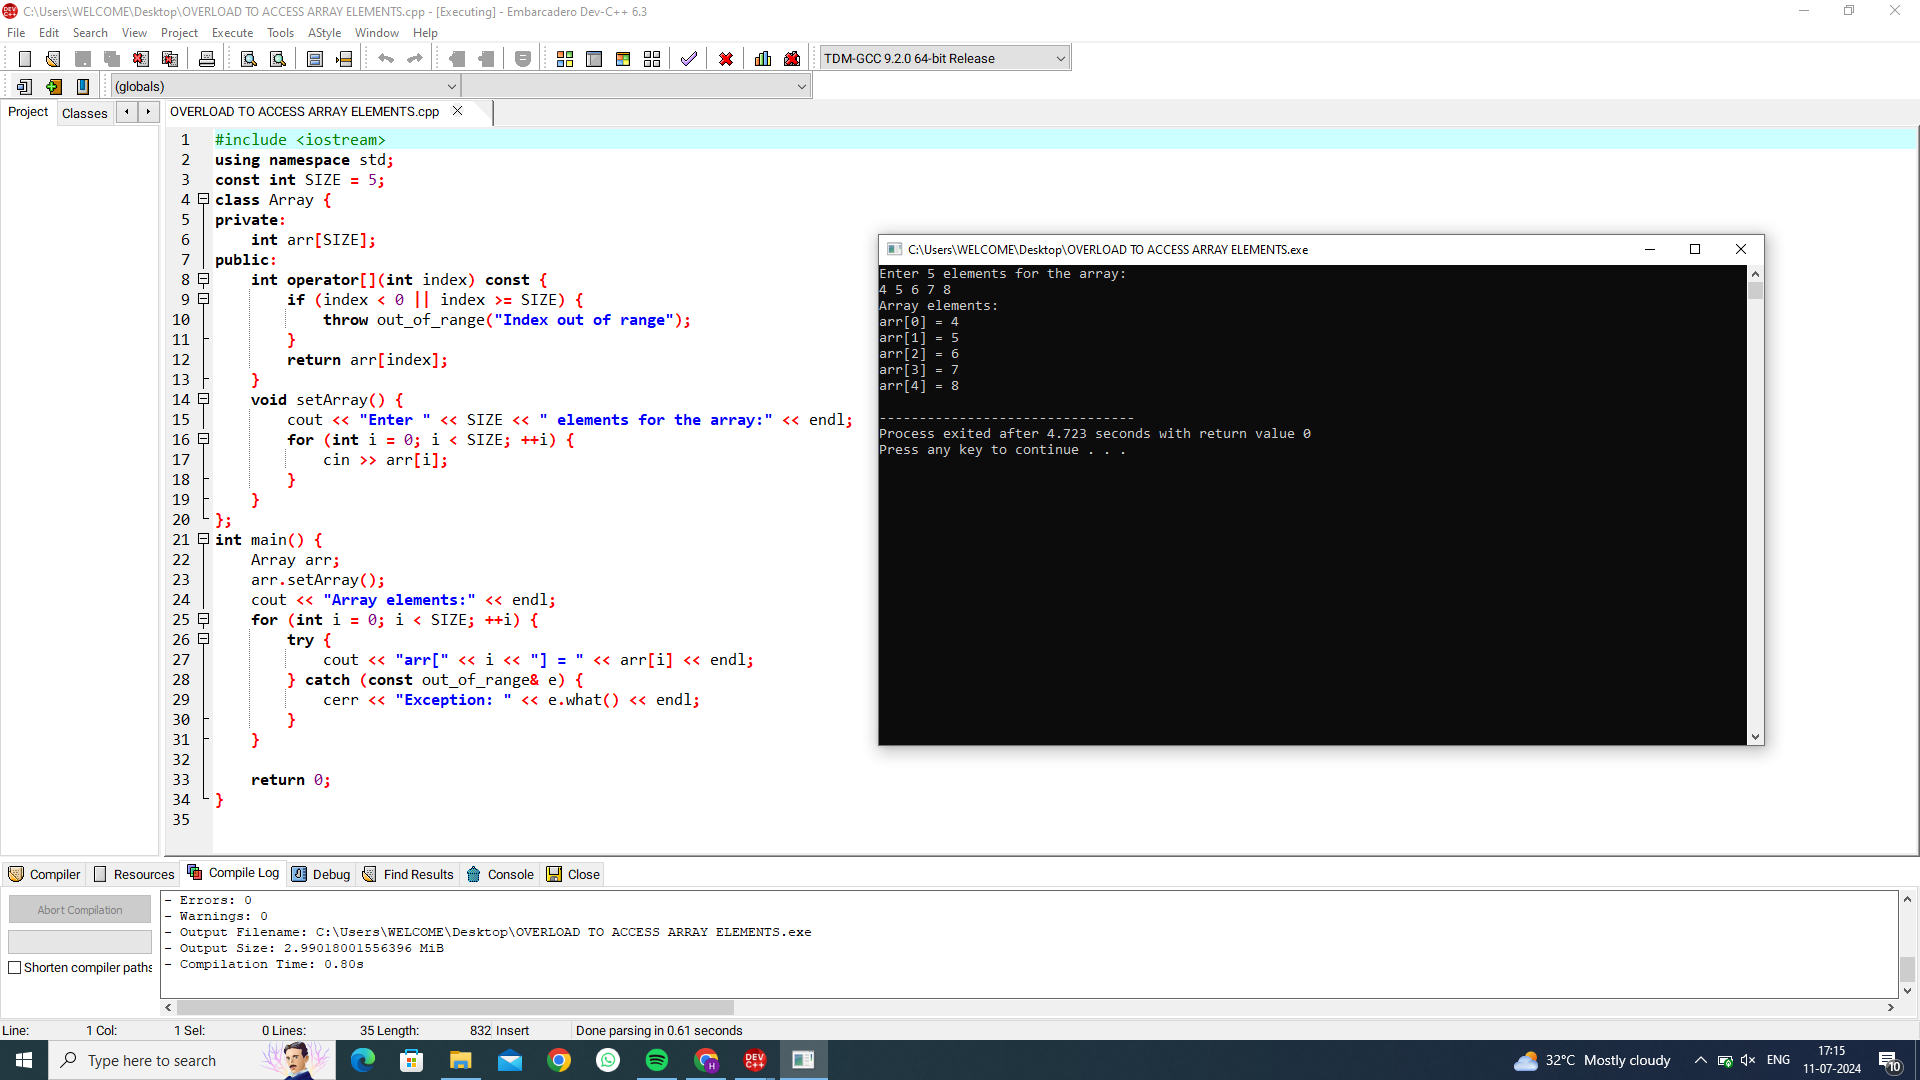 C:\Users\WELCOME\Desktop\OVERLOAD TO ACCESS ARRAY ELEMENTS.cpp - [Executing] - Embarcadero Dev-C++ 6.3
File Edit Search View Project Execute Tools AStyle Window Help
TDM-GCC 9.2.0 64-bit Release
(globals)
Project Classes OVERLOAD TO ACCESS ARRAY ELEMENTS.cpp
1 #include <iostream>
2 using namespace std;
3 const int SIZE = 5;
4 class Array {
5 private:
6     int arr[SIZE];
7 public:
8     int operator[](int index) const {
9         if (index < 0 || index >= SIZE) {
10             throw out_of_range("Index out of range");
11         }
12         return arr[index];
13     }
14     void setArray() {
15         cout << "Enter " << SIZE << " elements for the array:" << endl;
16         for (int i = 0; i < SIZE; ++i) {
17             cin >> arr[i];
18         }
19     }
20 };
21 int main() {
22     Array arr;
23     arr.setArray();
24     cout << "Array elements:" << endl;
25     for (int i = 0; i < SIZE; ++i) {
26         try {
27             cout << "arr[" << i << "] = " << arr[i] << endl;
28         } catch (const out_of_range& e) {
29             cerr << "Exception: " << e.what() << endl;
30         }
31     }
32
33     return 0;
34 }
35
C:\Users\WELCOME\Desktop\OVERLOAD TO ACCESS ARRAY ELEMENTS.exe
Enter 5 elements for the array:
4 5 6 7 8
Array elements:
arr[0] = 4
arr[1] = 5
arr[2] = 6
arr[3] = 7
arr[4] = 8
--------------------------------
Process exited after 4.723 seconds with return value 0
Press any key to continue . . .
Compiler Resources Compile Log Debug Find Results Console Close
Abort Compilation
Shorten compiler paths
- Errors: 0
- Warnings: 0
- Output Filename: C:\Users\WELCOME\Desktop\OVERLOAD TO ACCESS ARRAY ELEMENTS.exe
- Output Size: 2.99018001556396 MiB
- Compilation Time: 0.80s
Line: 1 Col: 1 Sel: 0 Lines: 35 Length: 832 Insert Done parsing in 0.61 seconds
Type here to search
DEV C++
32°C Mostly cloudy
ENG
17:15
11-07-2024
10